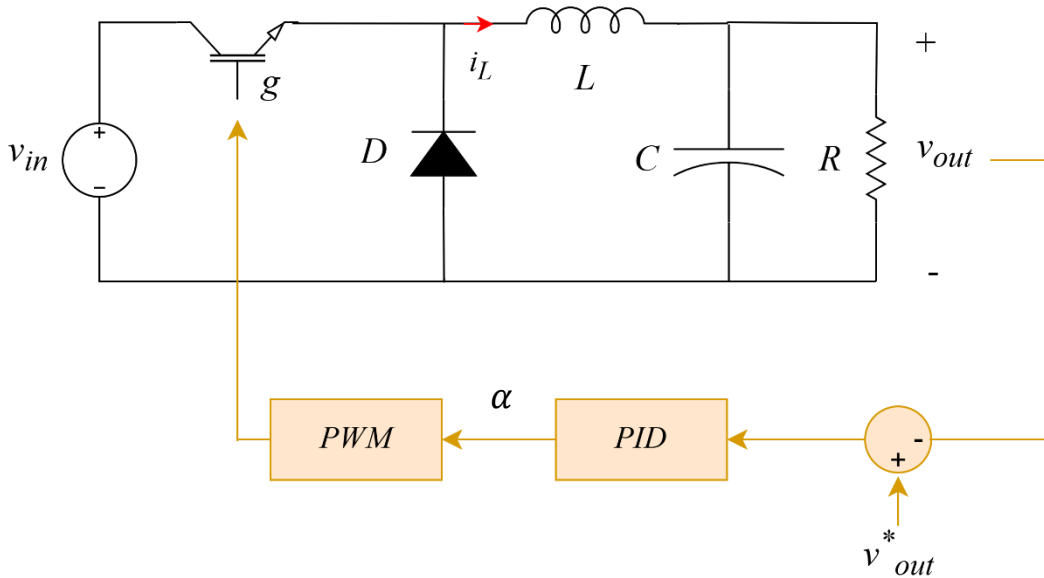 +
g
i_L
L
+
v_in
-
D
C
R
v_out
-
α
PWM
PID
-
+
v*_out